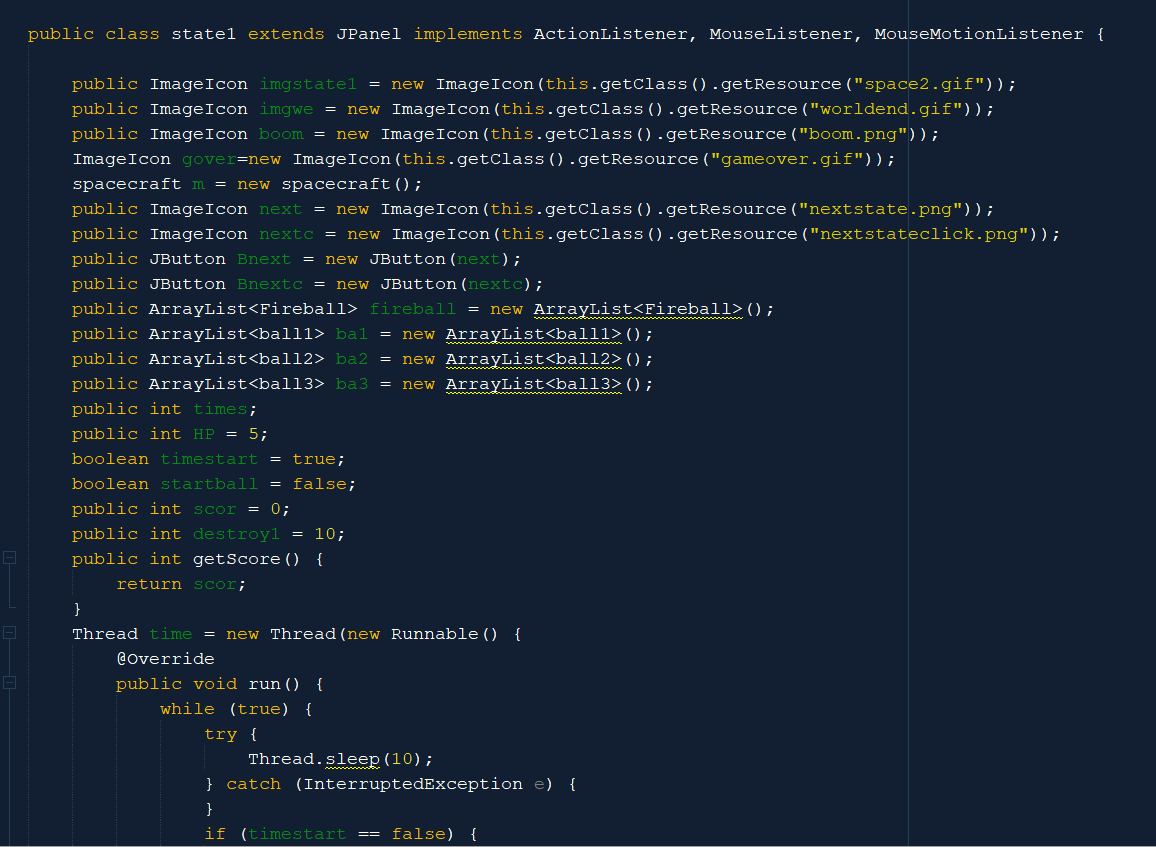 public class state1 extends JPanel implements ActionListener, MouseListener, MouseMotionListener {
public ImageIcon imgstate1 = new ImageIcon(this.getClass().getResource("space2.gif"));
public ImageIcon imgwe = new ImageIcon(this.getClass().getResource("worldend.gif"));
public ImageIcon boom = new ImageIcon(this.getClass().getResource("boom.png"));
ImageIcon gover=new ImageIcon(this.getClass().getResource("gameover.gif"));
spacecraft m = new spacecraft();
public ImageIcon next = new ImageIcon(this.getClass().getResource("nextstate.png"));
public ImageIcon nextc = new ImageIcon(this.getClass().getResource("nextstateclick.png"));
public JButton Bnext = new JButton(next);
public JButton Bnextc = new JButton(nextc);
public ArrayList<Fireball> fireball = new ArrayList<Fireball>();
public ArrayList<ball1> ba1 = new ArrayList<ball1>();
public ArrayList<ball2> ba2 = new ArrayList<ball2>();
public ArrayList<ball3> ba3 = new ArrayList<ball3>();
public int times;
public int HP = 5;
boolean timestart = true;
boolean startball = false;
public int scor = 0;
public int destroy1 = 10;
public int getScore() {
return scor;
}
Thread time = new Thread(new Runnable() {
@Override
public void run() {
while (true) {
try {
Thread.sleep(10);
} catch (InterruptedException e) {
}
if (timestart == false) {